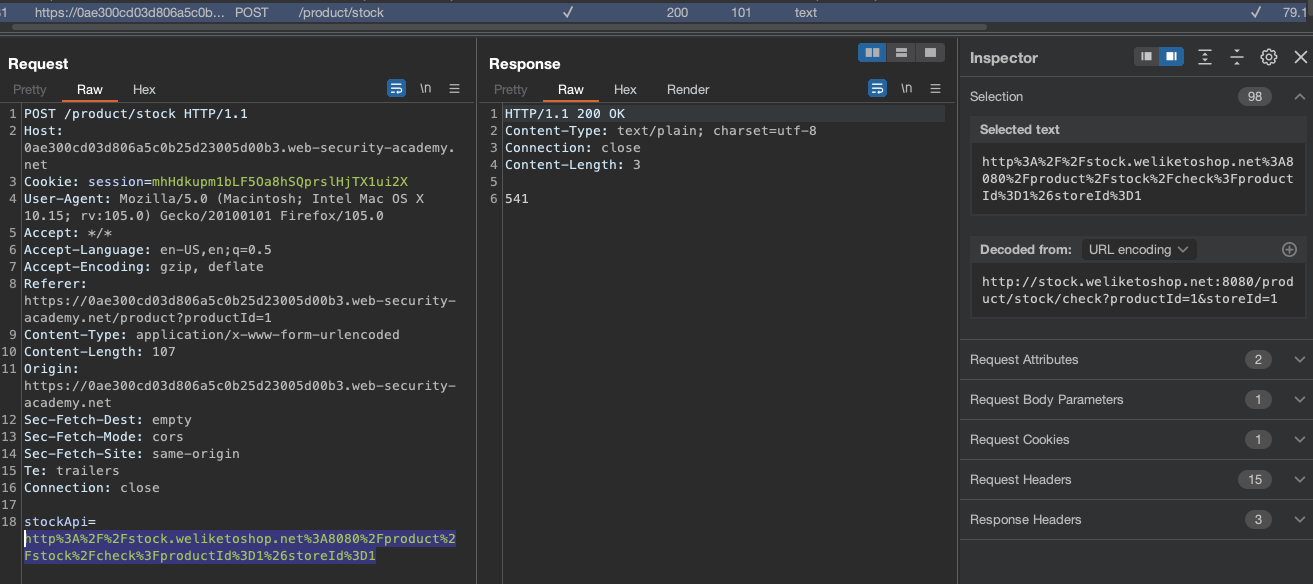 31 https://0ae300cd03d806a5c0b... POST /product/stock ✓ 200 101 text ✓ 79.1
Request
Pretty Raw Hex \n
1 POST /product/stock HTTP/1.1
2 Host:
0ae300cd03d806a5c0b25d23005d00b3.web-security-academy.
net
3 Cookie: session=mhHdkupm1bLF5Oa8hSQprslHjTX1ui2X
4 User-Agent: Mozilla/5.0 (Macintosh; Intel Mac OS X
10.15; rv:105.0) Gecko/20100101 Firefox/105.0
5 Accept: */*
6 Accept-Language: en-US,en;q=0.5
7 Accept-Encoding: gzip, deflate
8 Referer:
https://0ae300cd03d806a5c0b25d23005d00b3.web-security-
academy.net/product?productId=1
9 Content-Type: application/x-www-form-urlencoded
10 Content-Length: 107
11 Origin:
https://0ae300cd03d806a5c0b25d23005d00b3.web-security-
academy.net
12 Sec-Fetch-Dest: empty
13 Sec-Fetch-Mode: cors
14 Sec-Fetch-Site: same-origin
15 Te: trailers
16 Connection: close
17
18 stockApi=
http%3A%2F%2Fstock.weliketoshop.net%3A8080%2Fproduct%2
Fstock%2Fcheck%3FproductId%3D1%26storeId%3D1
Response
Pretty Raw Hex Render \n
1 HTTP/1.1 200 OK
2 Content-Type: text/plain; charset=utf-8
3 Connection: close
4 Content-Length: 3
5
6 541
Inspector
Selection 98
Selected text
http%3A%2F%2Fstock.weliketoshop.net%3A8
080%2Fproduct%2Fstock%2Fcheck%3Fproduct
Id%3D1%26storeId%3D1
Decoded from: URL encoding
http://stock.weliketoshop.net:8080/prod
uct/stock/check?productId=1&storeId=1
Request Attributes 2
Request Body Parameters 1
Request Cookies 1
Request Headers 15
Response Headers 3